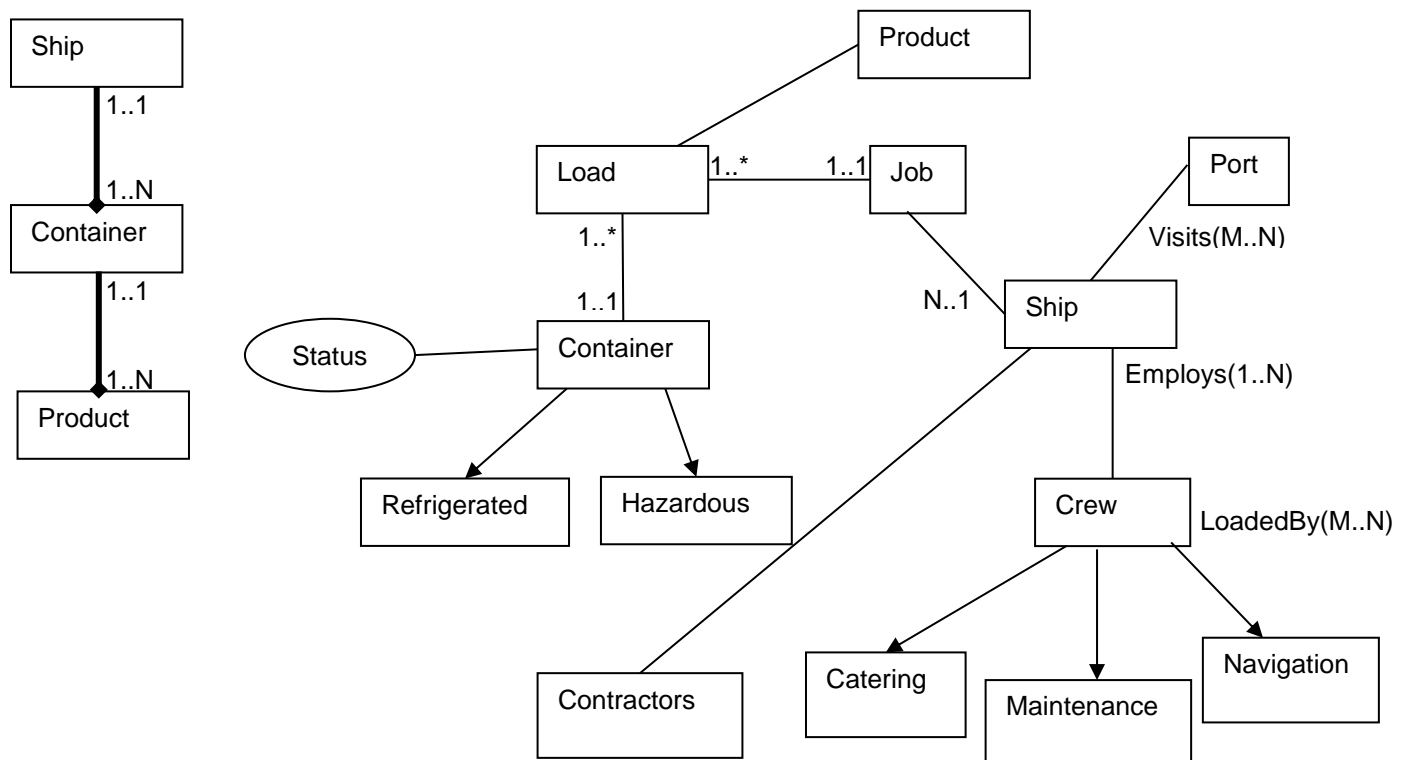 Ship
1..1
1..N
Container
1..1
1..N
Product
Product
Load
1..*
1..1
Job
Port
Visits(M..N)
1..*
1..1
N..1
Ship
Status
Container
Employs(1..N)
Refrigerated
Hazardous
Crew
LoadedBy(M..N)
Contractors
Catering
Maintenance
Navigation